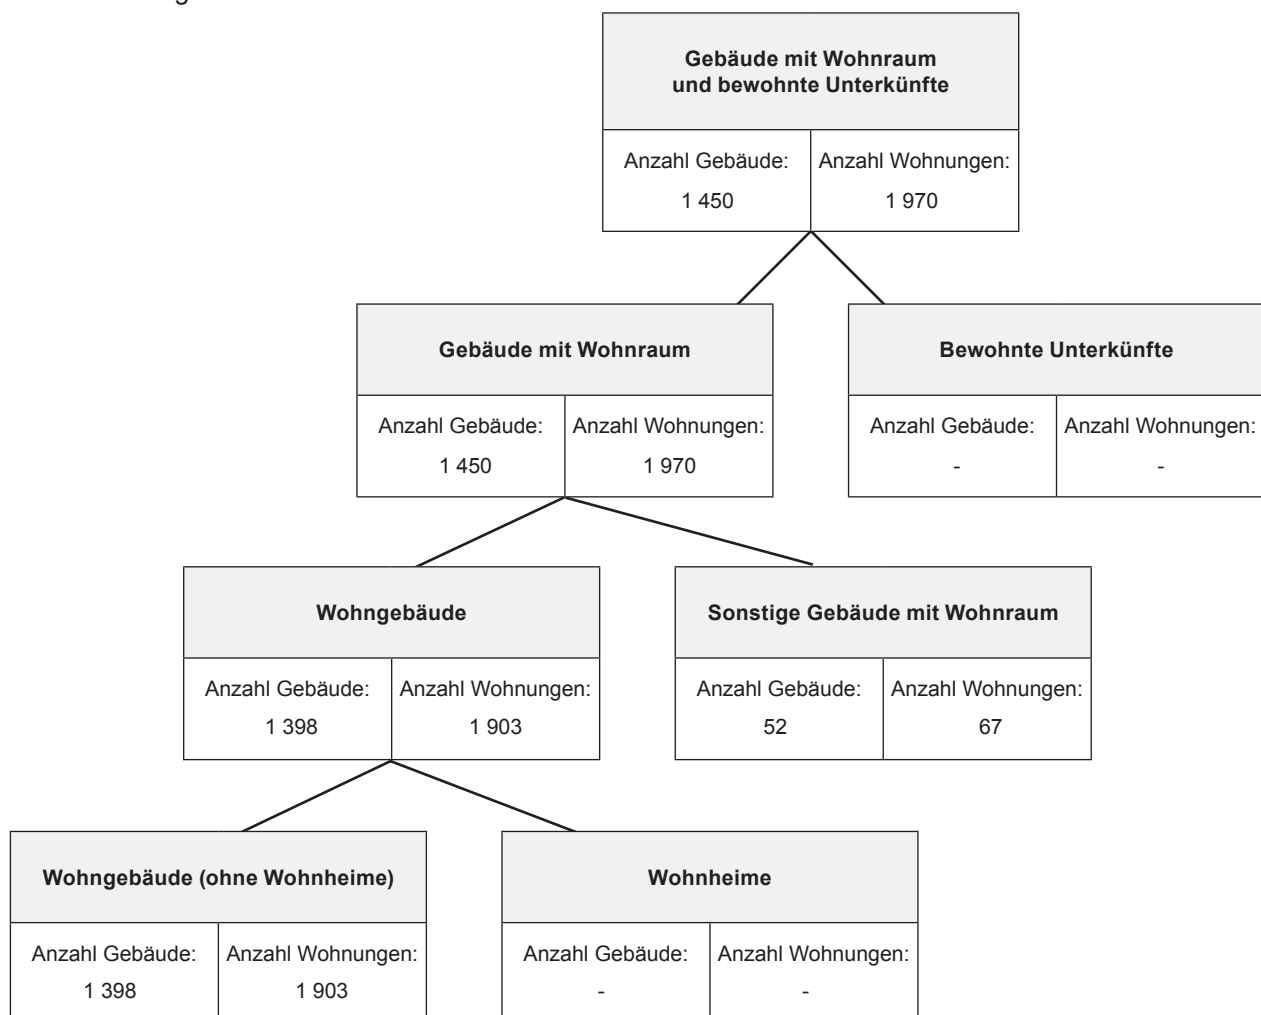 Gebäude mit Wohnraum
und bewohnte Unterkünfte
Anzahl Gebäude: Anzahl Wohnungen:
1 450 1 970
Gebäude mit Wohnraum
Anzahl Gebäude: Anzahl Wohnungen:
1 450 1 970
Bewohnte Unterkünfte
Anzahl Gebäude: Anzahl Wohnungen:
- -
Wohngebäude
Anzahl Gebäude: Anzahl Wohnungen:
1 398 1 903
Sonstige Gebäude mit Wohnraum
Anzahl Gebäude: Anzahl Wohnungen:
52 67
Wohngebäude (ohne Wohnheime)
Anzahl Gebäude: Anzahl Wohnungen:
1 398 1 903
Wohnheime
Anzahl Gebäude: Anzahl Wohnungen:
- -